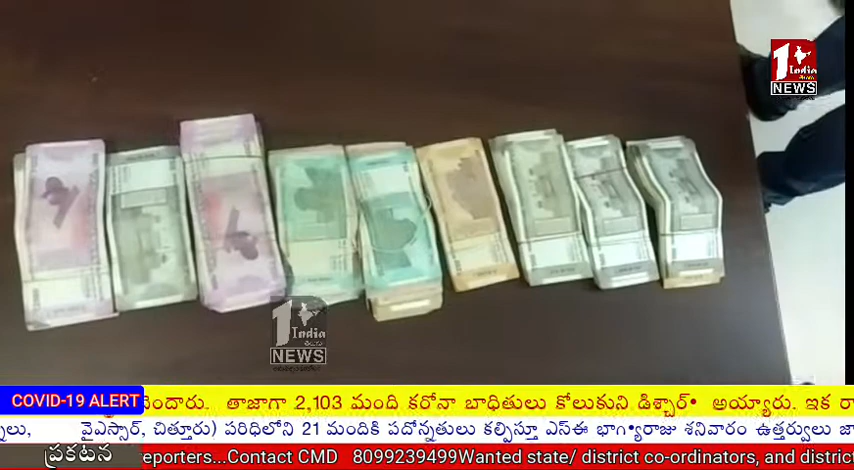 1 India
తెలుగు
NEWS
1 India
తెలుగు
NEWS
COVID-19 ALERT
ిందారు. తాజాగా 2,103 మంది కరోనా బాధితులు కోలుకుని డిశ్చార్• అయ్యారు. ఇక రా
్నలు, వైఎస్సార్, చిత్తూరు) పరిధిలోని 21 మందికి పదోన్నతులు కల్పిస్తూ ఎస్ఈ భాగ•్యరాజు శనివారం ఉత్తర్వులు జా
ప్రకటన eporters...Contact CMD 8099239499Wanted state/ district co-ordinators, and district